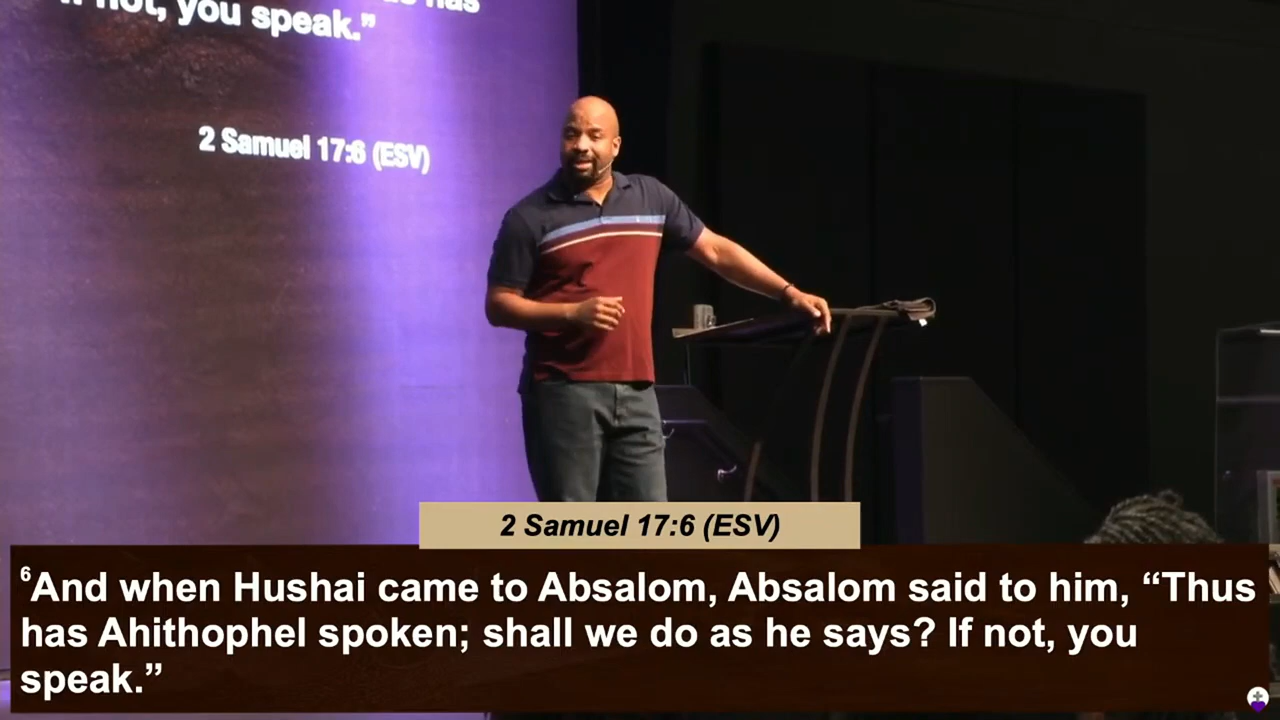 If not, you speak.”
2 Samuel 17:6 (ESV)
2 Samuel 17:6 (ESV)
6And when Hushai came to Absalom, Absalom said to him, “Thus
has Ahithophel spoken; shall we do as he says? If not, you
speak.”